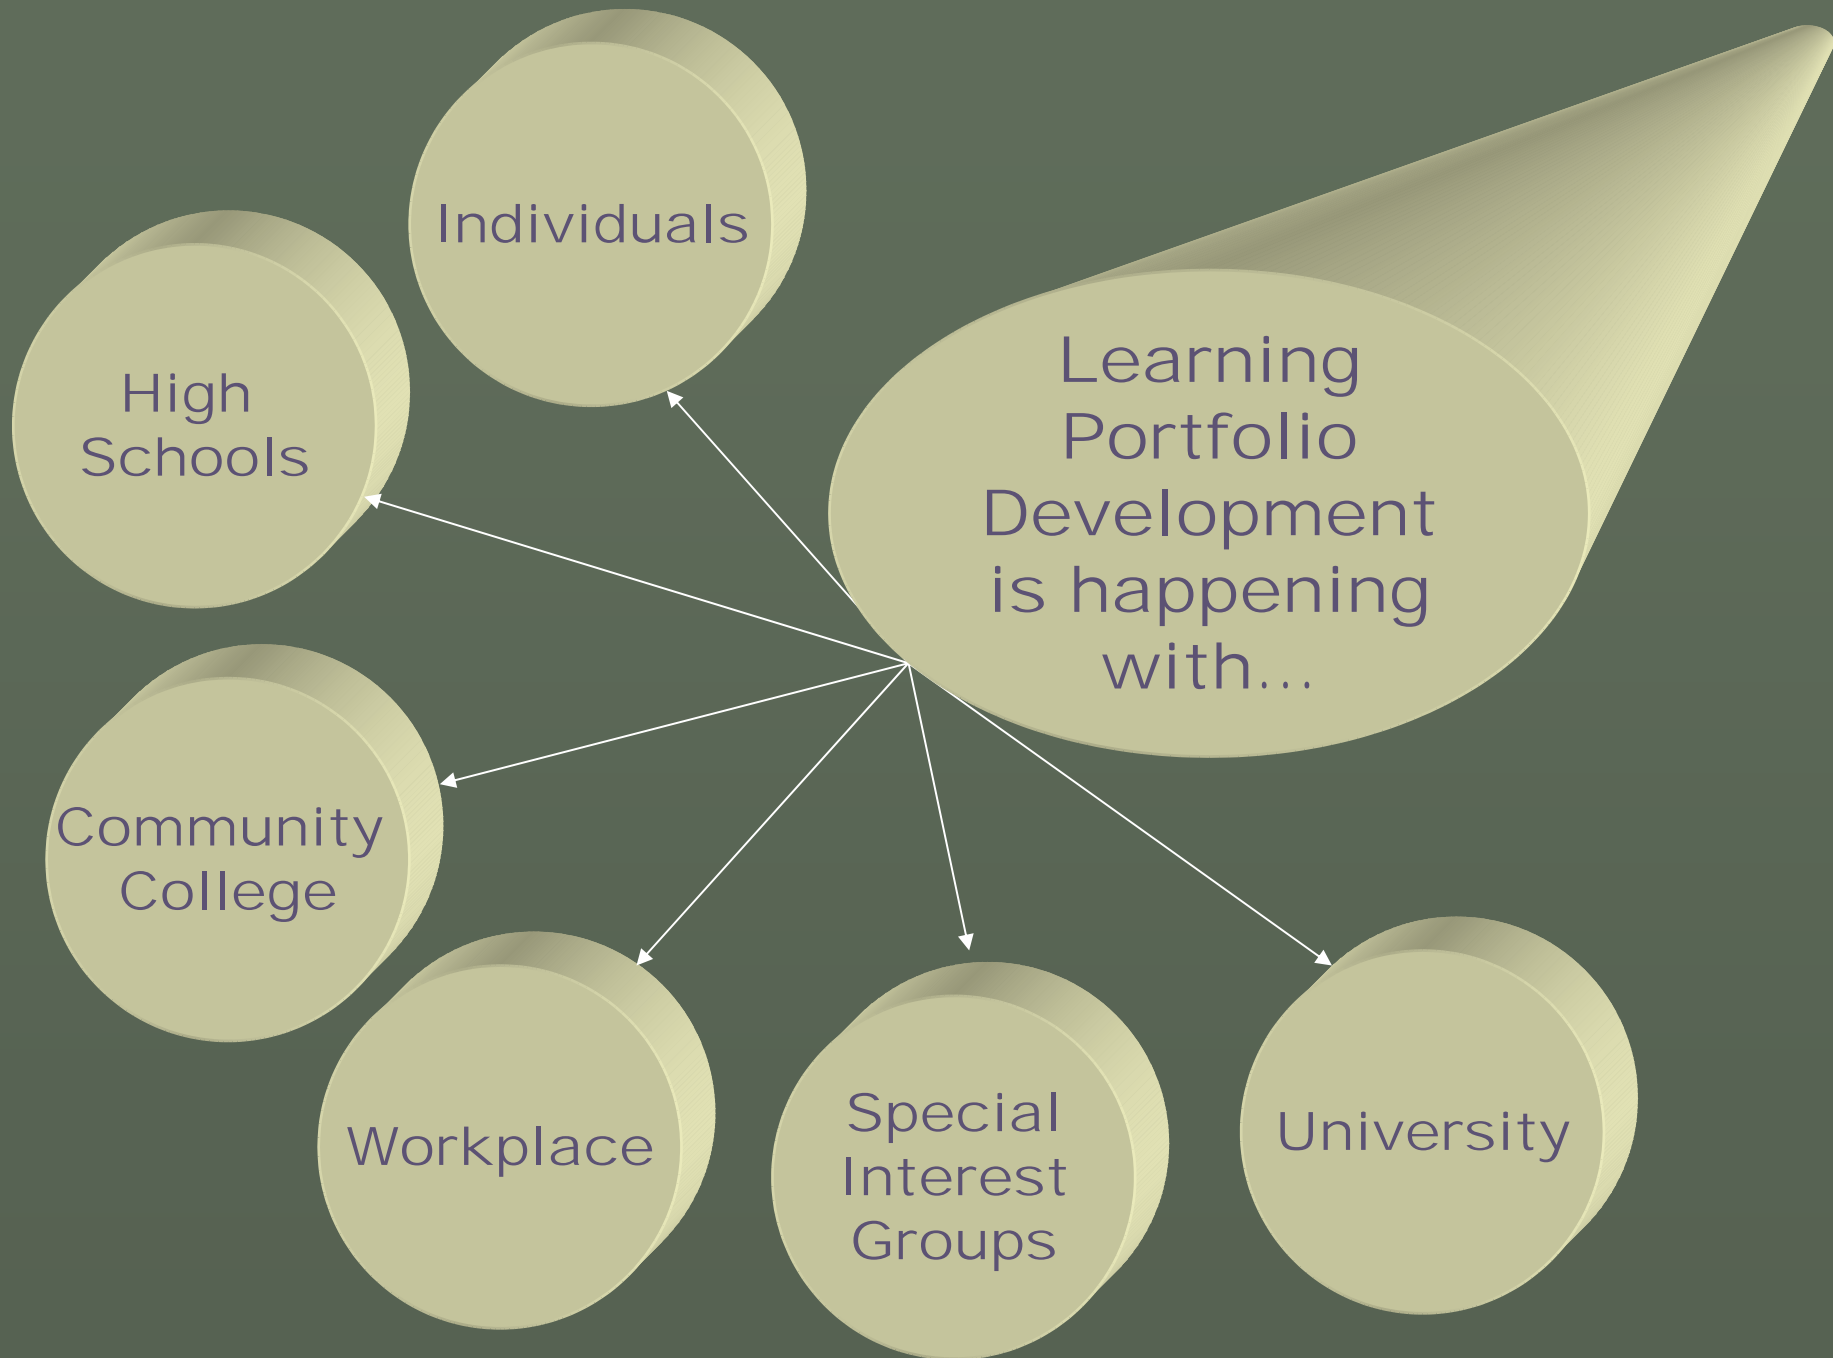 Individuals
High
Schools
Learning
Portfolio
Development
is happening
with...
Community
College
Workplace
Special
Interest
Groups
University